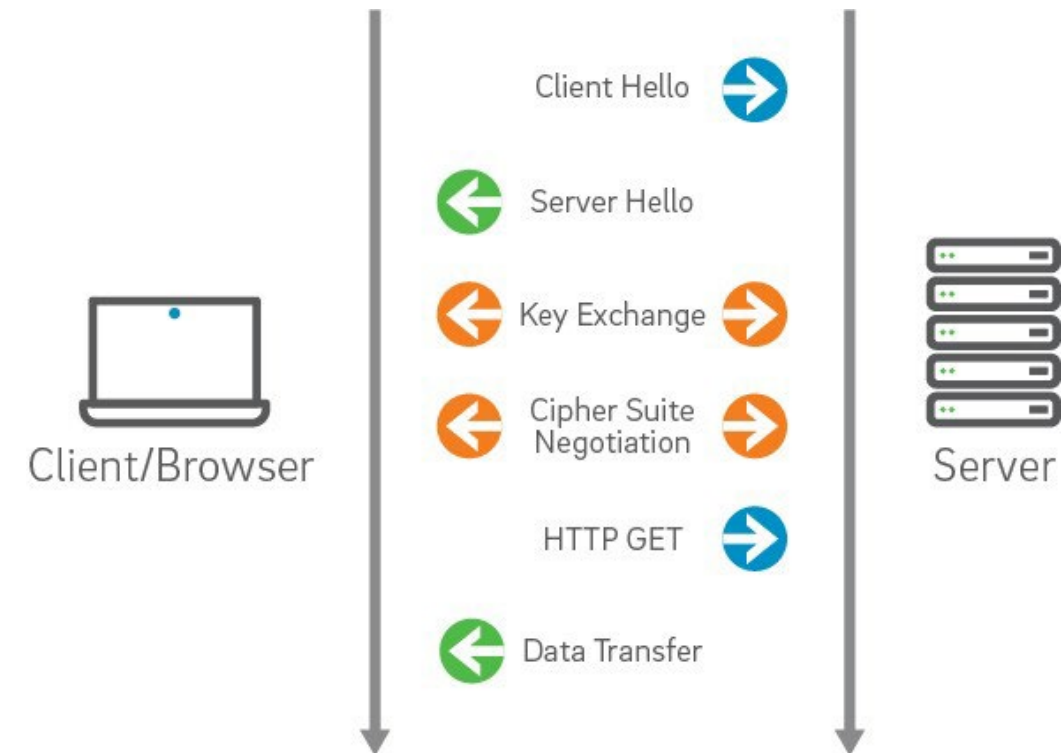 Client Hello
Server Hello
Key Exchange
Cipher Suite
Negotiation
HTTP GET
Data Transfer
Client/Browser
Server